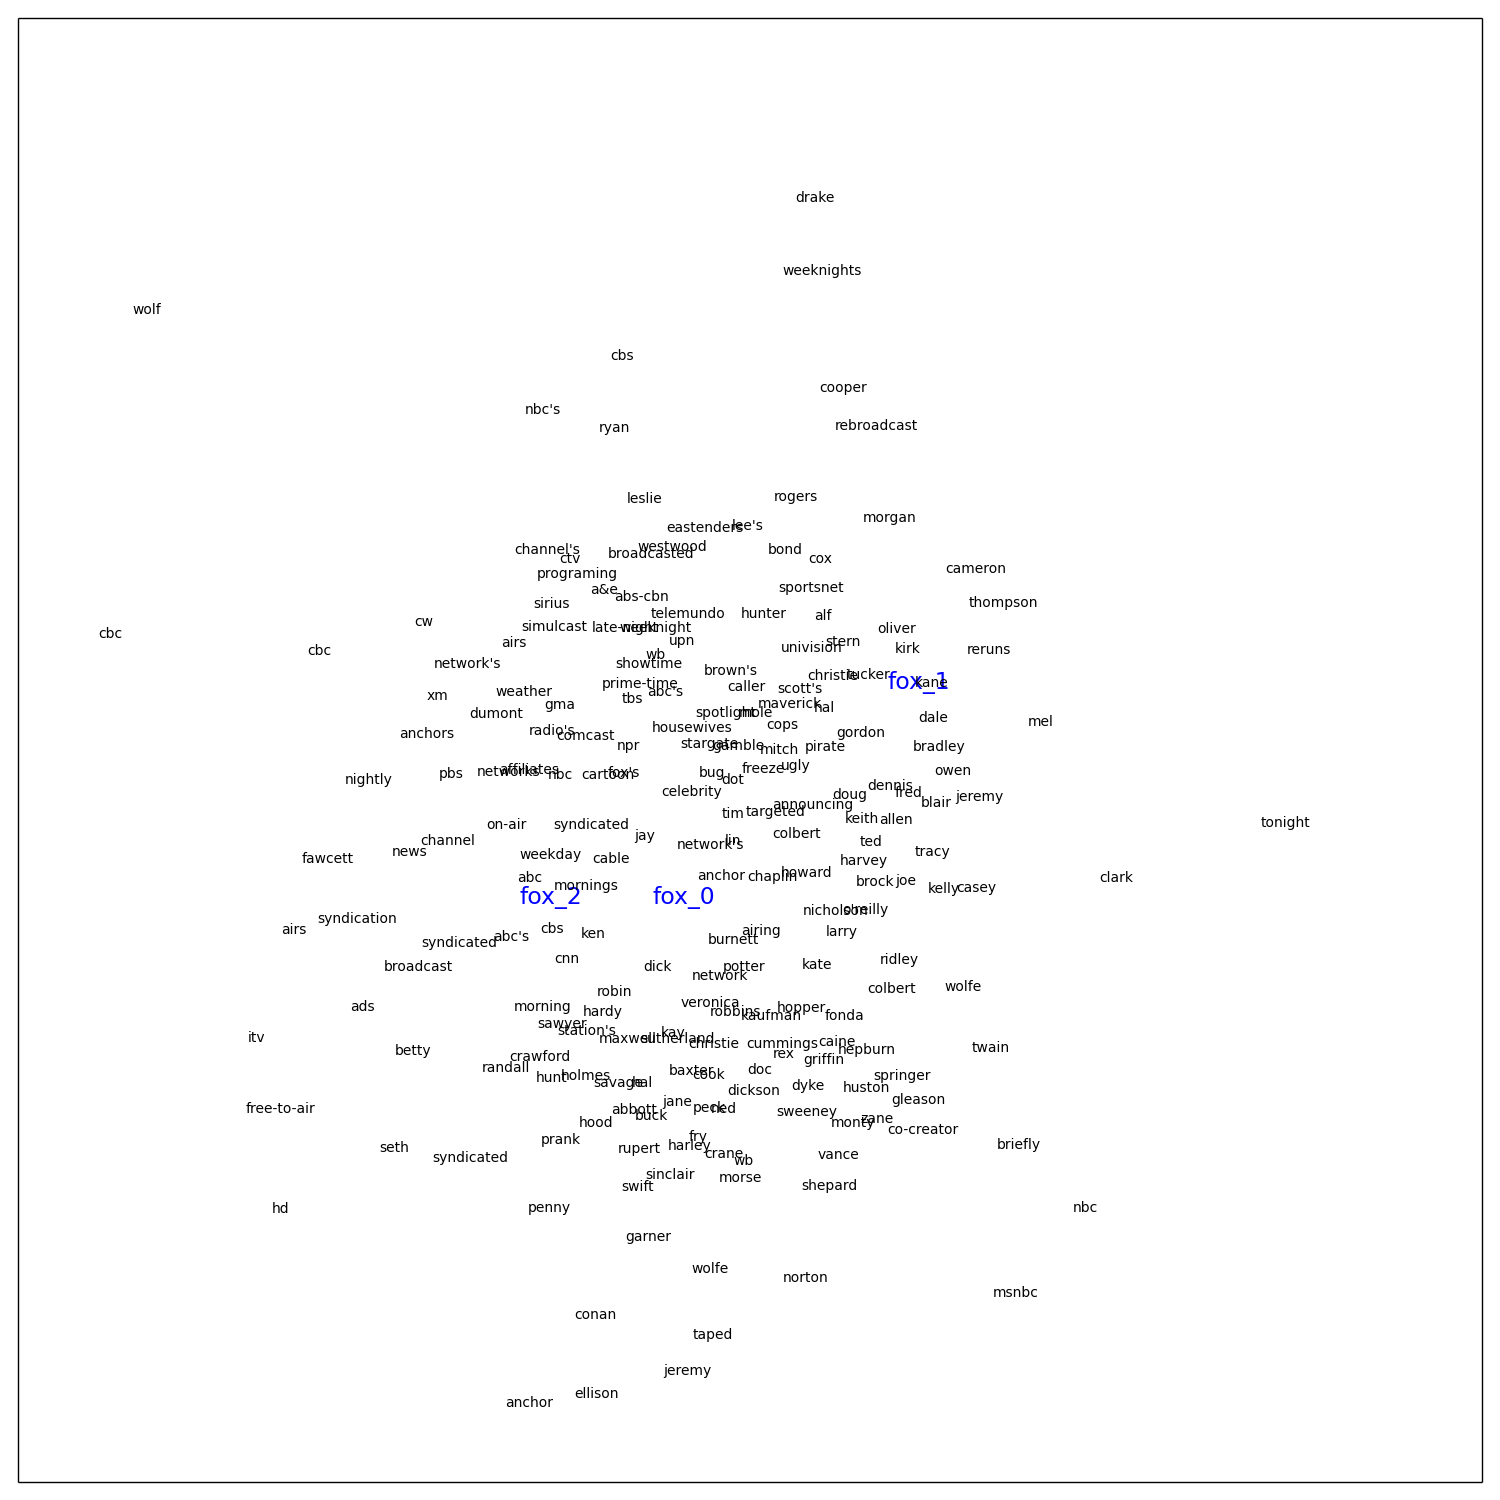 drake
weeknights
wolf
cbs
cooper
nbc's
rebroadcast
ryan
rogers
leslie
morgan
lee's
eastenders
westwood
channel's
bond
broadcasted
ctv
cox
cameron
programing
sportsnet
a&e
abs-cbn
thompson
sirius
telemundo
hunter
alf
cw
simulcast
late-night
weeknight
oliver
cbc
upn
stern
airs
univision
kirk
reruns
cbc
wb
network's
showtime
brown's
christie
tucker
fox_1
kane
prime-time
caller
scott's
abc's
weather
xm
tbs
maverick
gma
hal
dumont
spotlight
mole
dale
mel
cops
housewives
radio's
gordon
anchors
comcast
stargate
gamble
npr
mitch
pirate
bradley
ugly
freeze
affiliates
networks
owen
bug
fox's
cartoon
nbc
pbs
nightly
dot
dennis
celebrity
fred
doug
jeremy
blair
announcing
targeted
tim
keith
allen
tonight
on-air
syndicated
colbert
jay
channel
lin
ted
network's
news
tracy
weekday
cable
fawcett
harvey
howard
anchor
chaplin
abc
clark
brock
joe
mornings
kelly
casey
fox_2
fox_0
nicholson
o'reilly
syndication
cbs
airs
airing
larry
ken
abc's
burnett
syndicated
cnn
ridley
kate
broadcast
dick
potter
network
wolfe
colbert
robin
veronica
ads
morning
hopper
hardy
robbins
kaufman
fonda
sawyer
station's
kay
itv
maxwell
sutherland
christie
cummings
caine
twain
hepburn
betty
rex
crawford
griffin
randall
doc
baxter
cook
holmes
hunt
springer
savage
hal
dyke
huston
dickson
gleason
jane
free-to-air
abbott
peck
ned
sweeney
buck
zane
hood
monty
co-creator
fry
prank
briefly
harley
seth
rupert
crane
vance
syndicated
wb
sinclair
morse
swift
shepard
penny
hd
nbc
garner
wolfe
norton
msnbc
conan
taped
jeremy
ellison
anchor